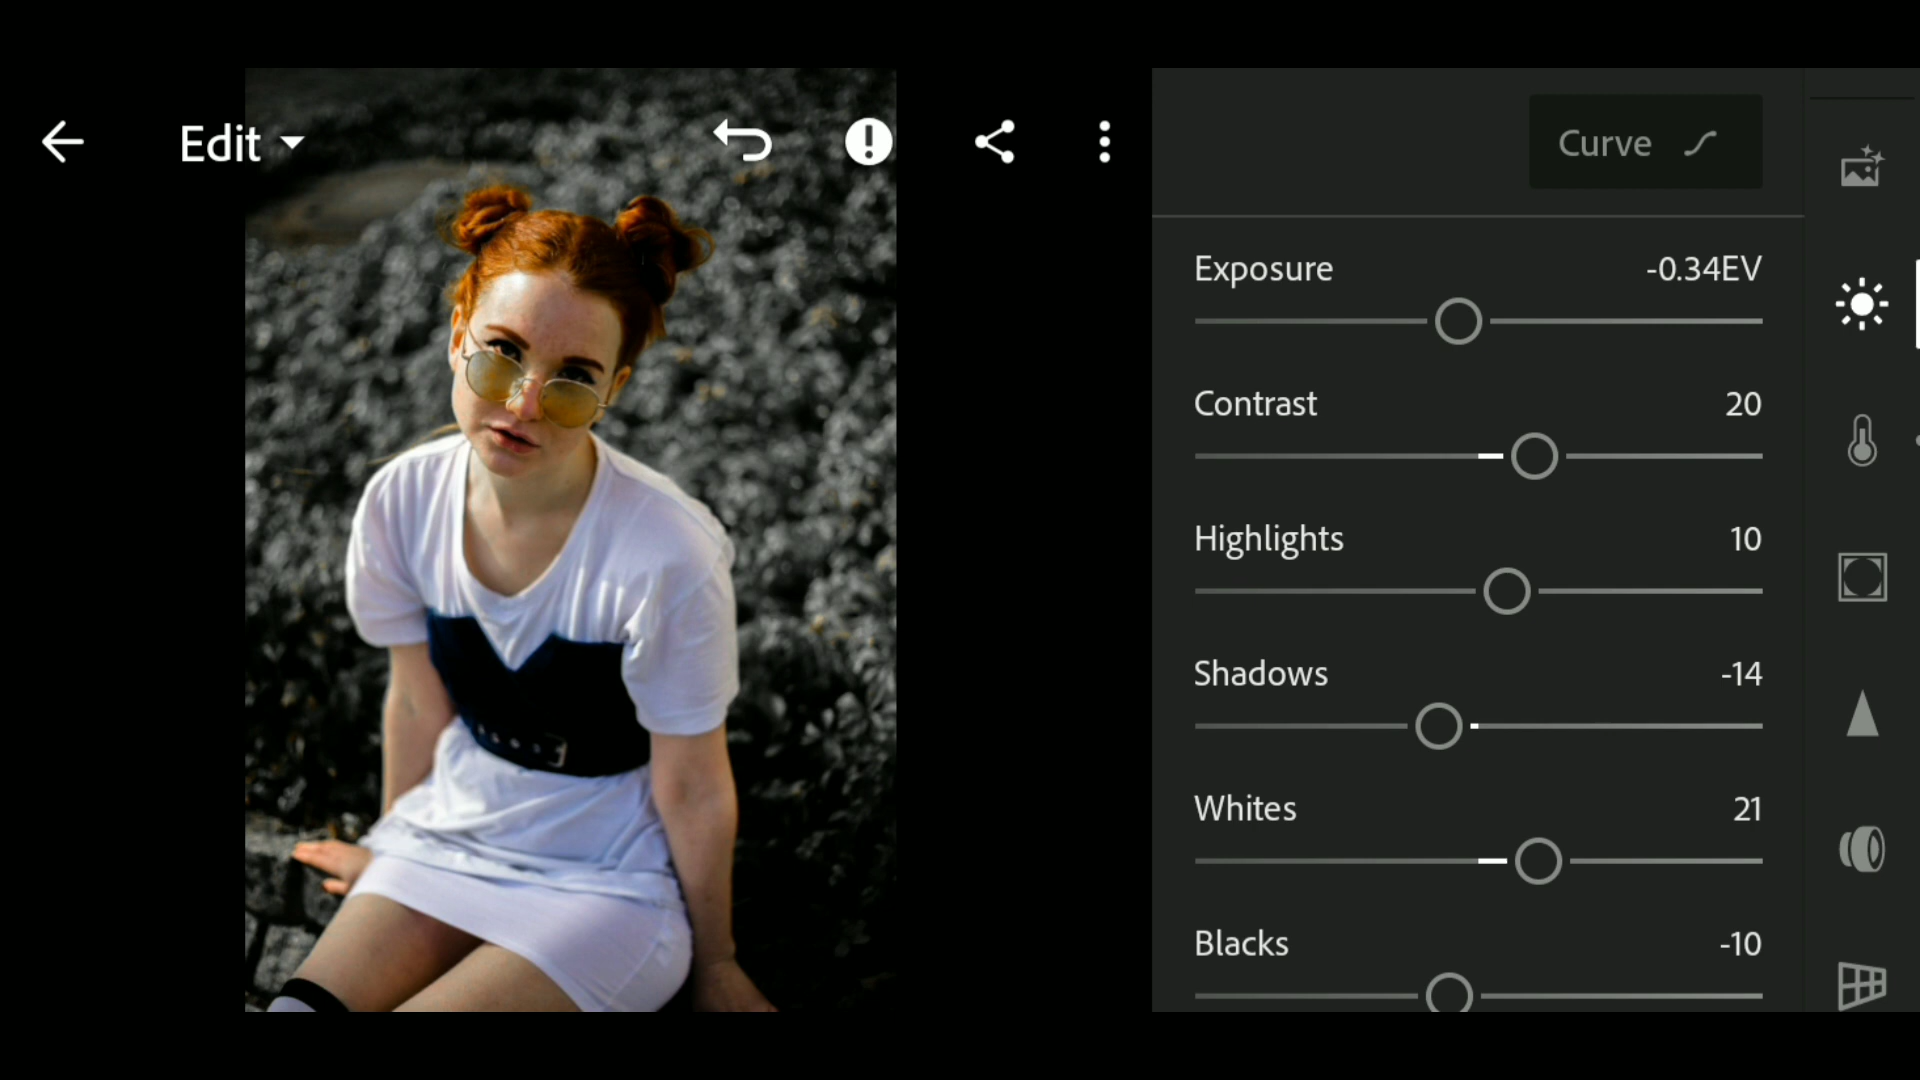 Edit
Curve
Exposure -0.34EV
Contrast 20
Highlights 10
Shadows -14
Whites 21
Blacks -10